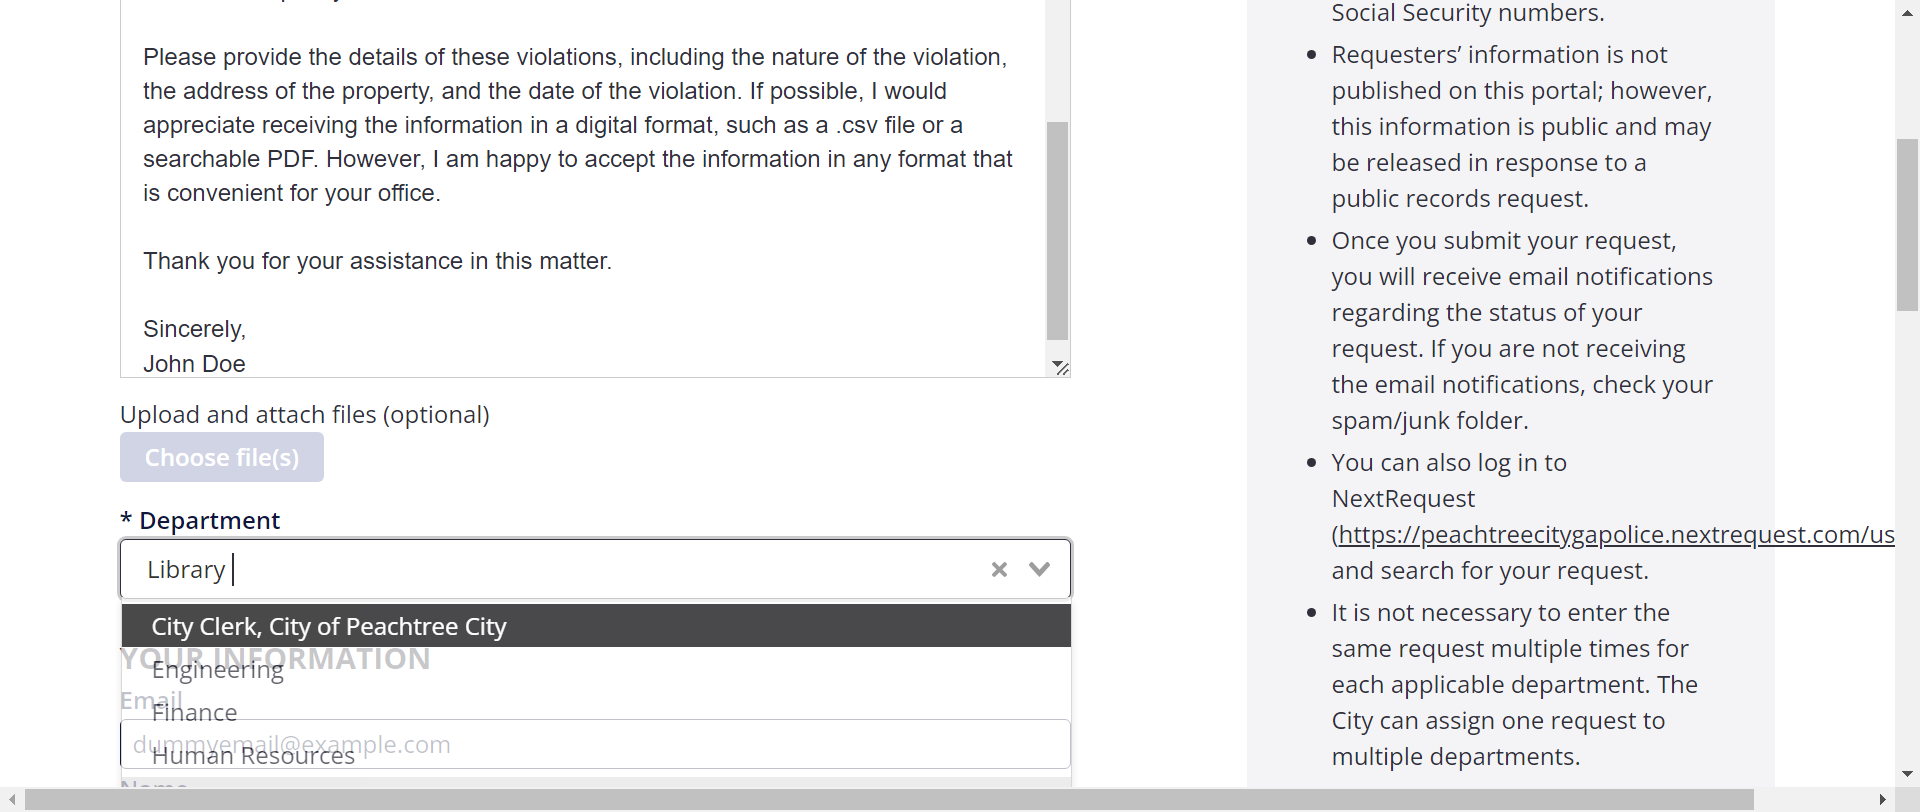 Please provide the details of these violations, including the nature of the violation,
the address of the property, and the date of the violation. If possible, I would
appreciate receiving the information in a digital format, such as a .csv file or a
searchable PDF. However, I am happy to accept the information in any format that
is convenient for your office.
Thank you for your assistance in this matter.
Sincerely,
John Doe
Upload and attach files (optional)
Choose file(s)
* Department
Library
City Clerk, City of Peachtree City
YOUR INFORMATION
Engineering
Email
Finance
dummyemail@example.com
Human Resources
Name
Social Security numbers.
• Requesters’ information is not
published on this portal; however,
this information is public and may
be released in response to a
public records request.
• Once you submit your request,
you will receive email notifications
regarding the status of your
request. If you are not receiving
the email notifications, check your
spam/junk folder.
• You can also log in to
NextRequest
(https://peachtreecitygapolice.nextrequest.com/us
and search for your request.
• It is not necessary to enter the
same request multiple times for
each applicable department. The
City can assign one request to
multiple departments.